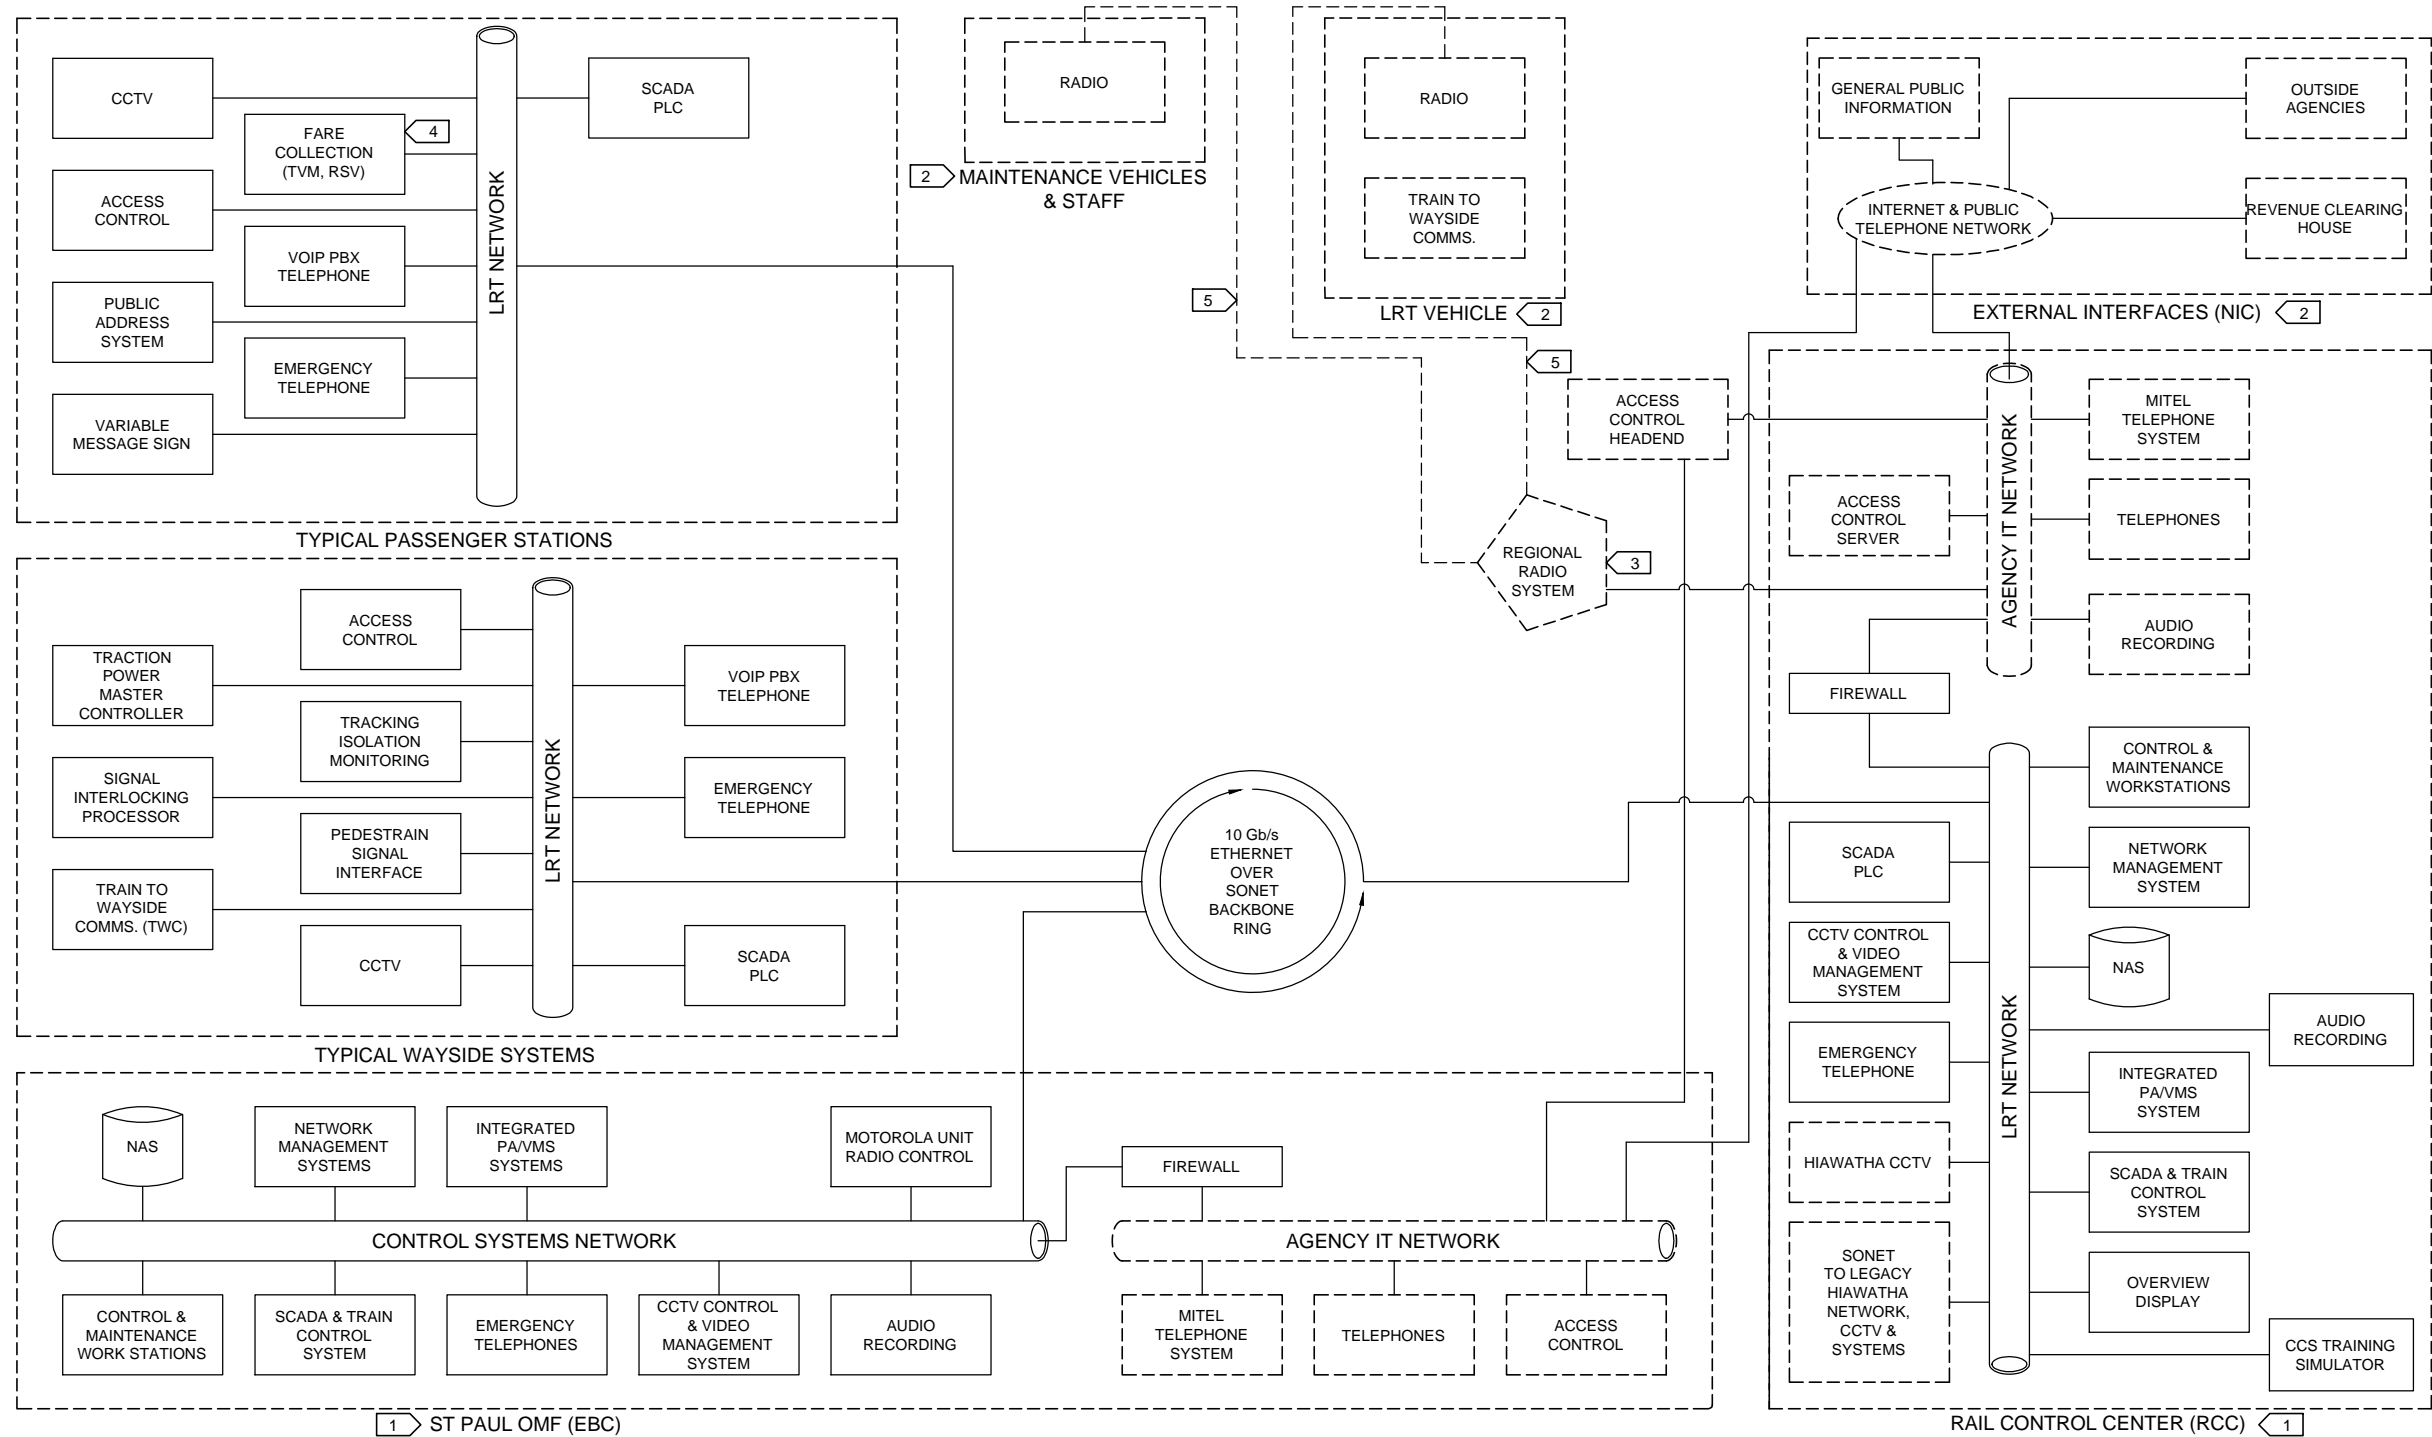 CCTV
FARE
COLLECTION
(TVM, RSV)
4
ACCESS
CONTROL
VOIP PBX
TELEPHONE
PUBLIC
ADDRESS
SYSTEM
EMERGENCY
TELEPHONE
VARIABLE
MESSAGE SIGN
LRT NETWORK
SCADA
PLC
TYPICAL PASSENGER STATIONS
RADIO
2
MAINTENANCE VEHICLES
& STAFF
5
RADIO
TRAIN TO
WAYSIDE
COMMS.
LRT VEHICLE
2
5
GENERAL PUBLIC
INFORMATION
OUTSIDE
AGENCIES
INTERNET & PUBLIC
TELEPHONE NETWORK
REVENUE CLEARING
HOUSE
EXTERNAL INTERFACES (NIC)
2
ACCESS
CONTROL
HEADEND
REGIONAL
RADIO
SYSTEM
3
ACCESS
CONTROL
TRACTION
POWER
MASTER
CONTROLLER
TRACKING
ISOLATION
MONITORING
SIGNAL
INTERLOCKING
PROCESSOR
PEDESTRAIN
SIGNAL
INTERFACE
TRAIN TO
WAYSIDE
COMMS. (TWC)
CCTV
LRT NETWORK
VOIP PBX
TELEPHONE
EMERGENCY
TELEPHONE
SCADA
PLC
TYPICAL WAYSIDE SYSTEMS
10 Gb/s
ETHERNET
OVER
SONET
BACKBONE
RING
MITEL
TELEPHONE
SYSTEM
ACCESS
CONTROL
SERVER
AGENCY IT NETWORK
TELEPHONES
AUDIO
RECORDING
FIREWALL
CONTROL &
MAINTENANCE
WORKSTATIONS
SCADA
PLC
NETWORK
MANAGEMENT
SYSTEM
CCTV CONTROL
& VIDEO
MANAGEMENT
SYSTEM
NAS
LRT NETWORK
AUDIO
RECORDING
EMERGENCY
TELEPHONE
INTEGRATED
PA/VMS
SYSTEM
HIAWATHA CCTV
SCADA & TRAIN
CONTROL
SYSTEM
SONET
TO LEGACY
HIAWATHA
NETWORK,
CCTV &
SYSTEMS
OVERVIEW
DISPLAY
CCS TRAINING
SIMULATOR
RAIL CONTROL CENTER (RCC)
1
NAS
NETWORK
MANAGEMENT
SYSTEMS
INTEGRATED
PA/VMS
SYSTEMS
MOTOROLA UNIT
RADIO CONTROL
FIREWALL
CONTROL SYSTEMS NETWORK
AGENCY IT NETWORK
CONTROL &
MAINTENANCE
WORK STATIONS
SCADA & TRAIN
CONTROL
SYSTEM
EMERGENCY
TELEPHONES
CCTV CONTROL
& VIDEO
MANAGEMENT
SYSTEM
AUDIO
RECORDING
MITEL
TELEPHONE
SYSTEM
TELEPHONES
ACCESS
CONTROL
1
ST PAUL OMF (EBC)